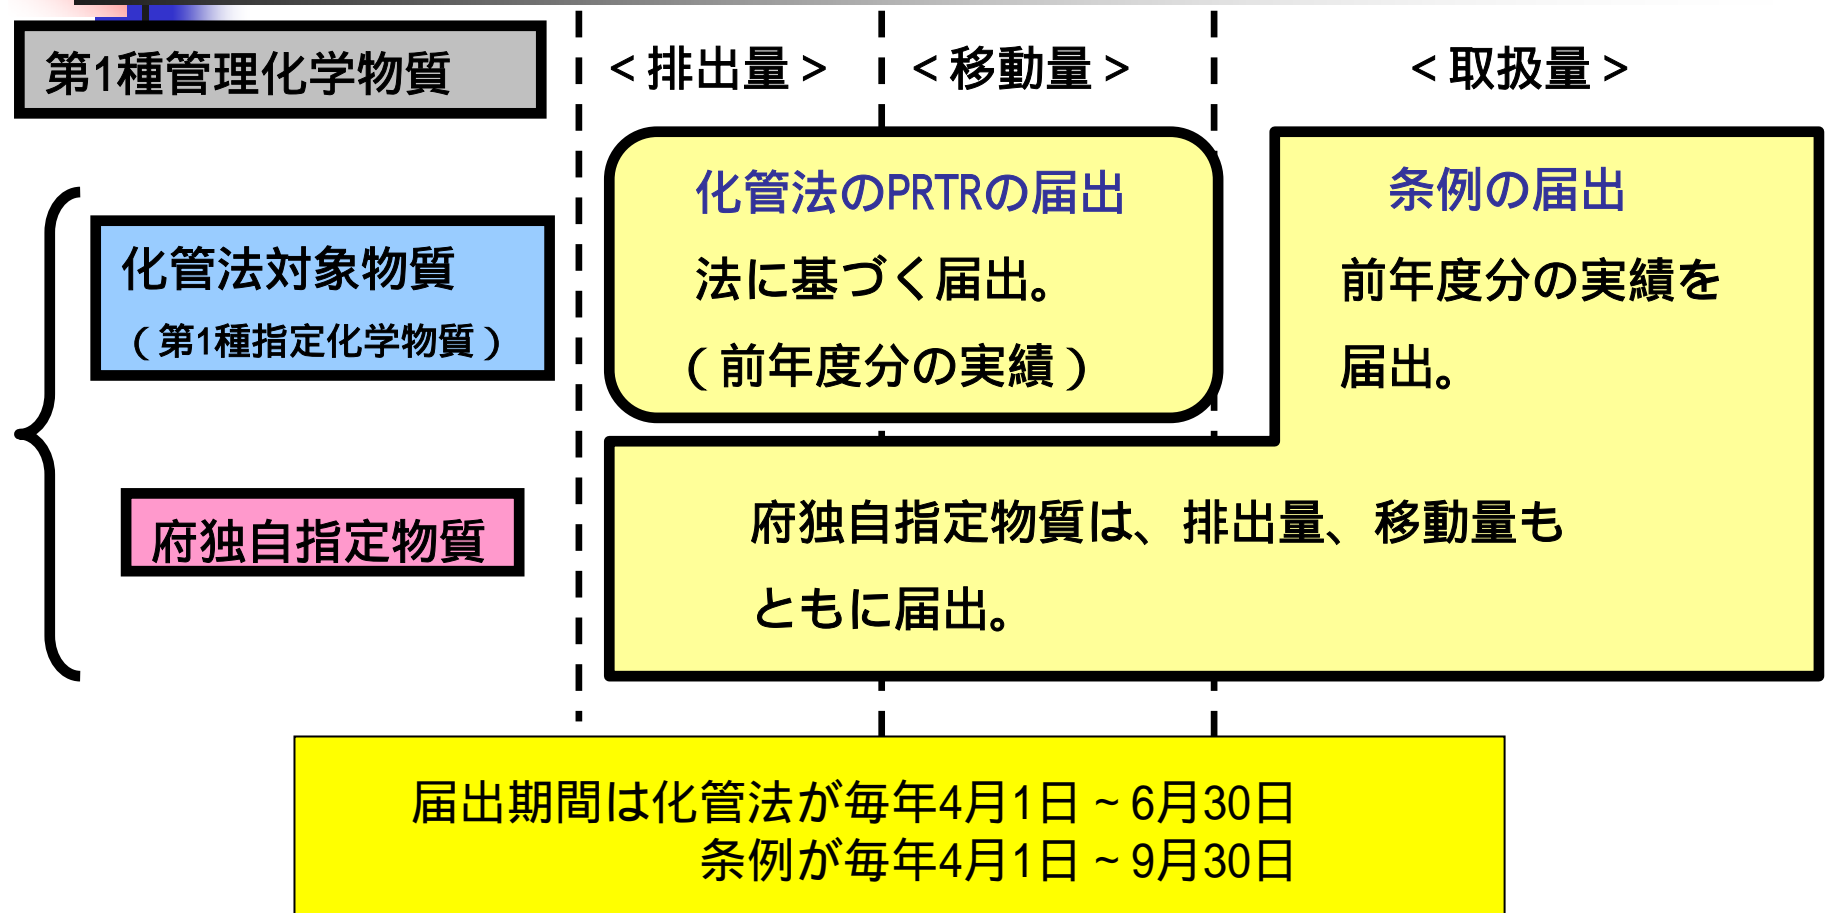 第1種管理化学物質
＜排出量＞
＜移動量＞
＜取扱量＞
化管法対象物質
（第1種指定化学物質）
化管法のPRTRの届出
法に基づく届出。
（前年度分の実績）
条例の届出
前年度分の実績を
届出。
府独自指定物質
府独自指定物質は、排出量、移動量も
ともに届出。
届出期間は化管法が毎年4月1日～6月30日
条例が毎年4月1日～9月30日